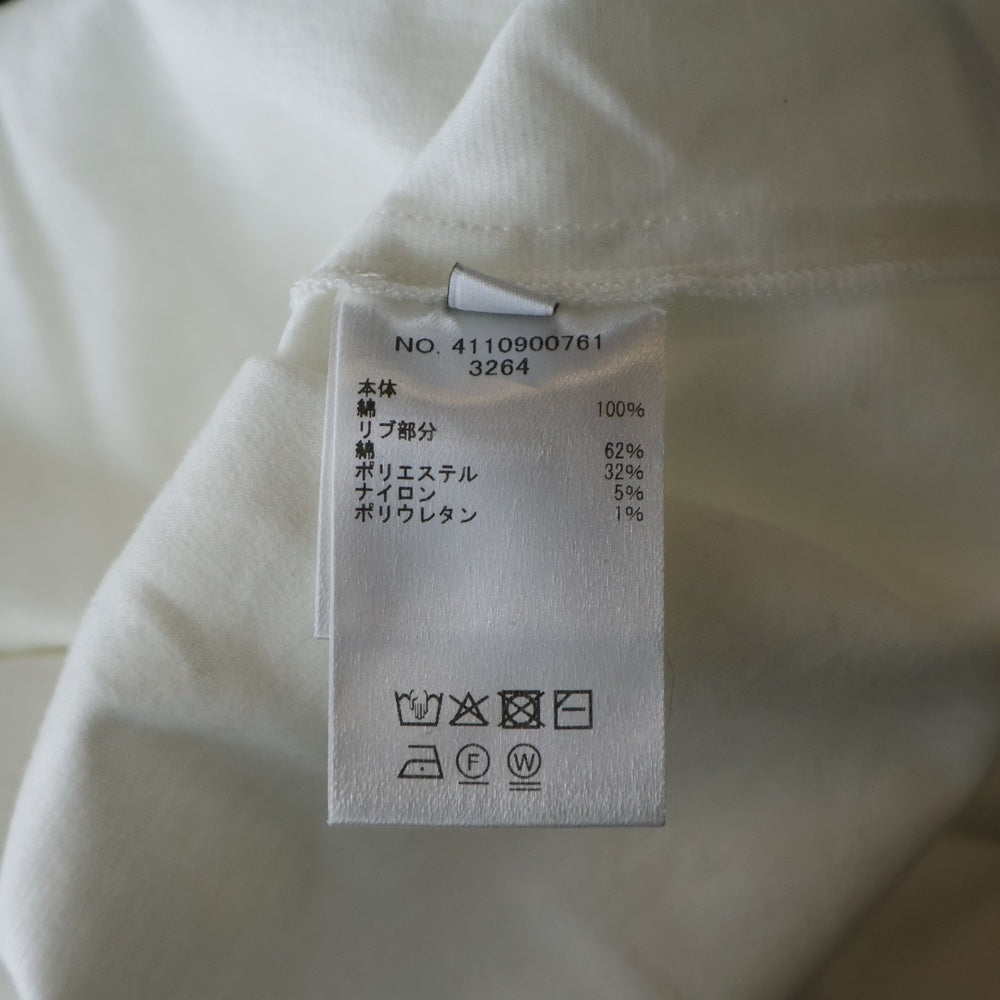 NO. 4110900761
3264
本体
綿 100%
リブ部分
綿 62%
ポリエステル 32%
ナイロン 5%
ポリウレタン 1%
F W